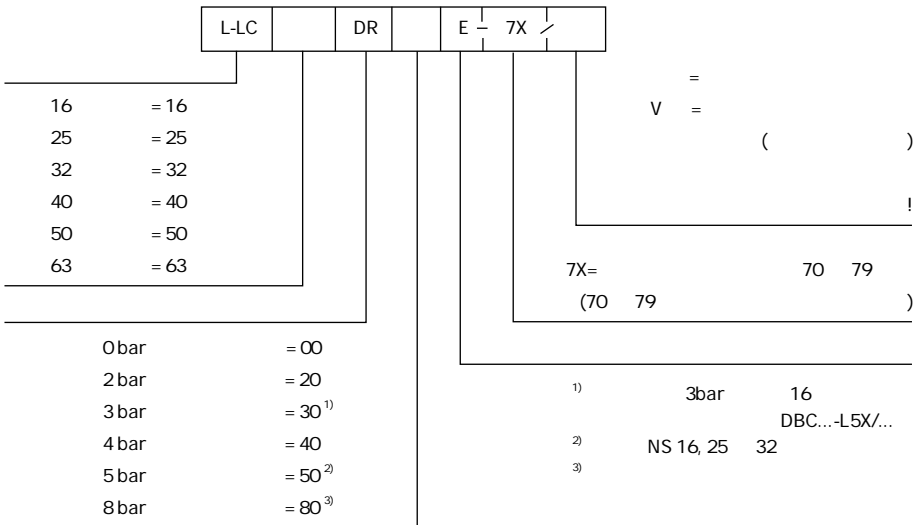 L-LC DR E – 7X /
16 = 16
25 = 25
32 = 32
40 = 40
50 = 50
63 = 63
=
V =
( )
!
7X= 70 79
(70 79 )
0 bar = 00
2 bar = 20
3 bar = 30 1)
4 bar = 40
5 bar = 50 2)
8 bar = 80 3)
1) 3bar 16
DBC...-L5X/...
2) NS 16, 25 32
3)